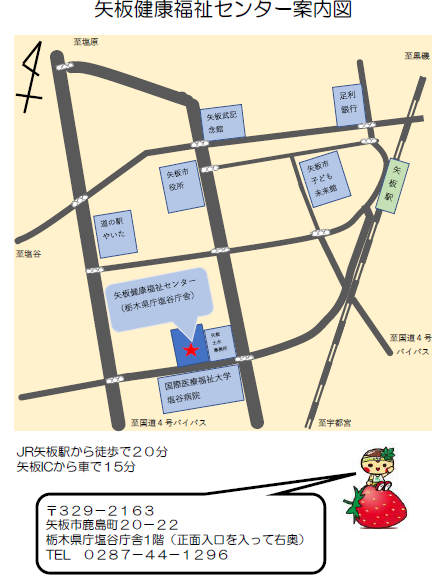 矢板健康福祉センター案内図
至塩原
至黒磯
足利
銀行
矢板武記
念館
矢板市
役所
矢板市
子ども
未来館
矢板駅
道の駅
やいた
至塩谷
矢板健康福祉センター
（栃木県庁塩谷庁舎）
矢板
土木
事務所
至国道４号
バイパス
国際医療福祉大学
塩谷病院
至国道４号バイパス
至宇都宮
JR矢板駅から徒歩で２０分
矢板ICから車で１５分
〒３２９－２１６３
矢板市鹿島町２０－２２
栃木県庁塩谷庁舎1階（正面入口を入って右奥）
TEL　０２８７－４４－１２９６